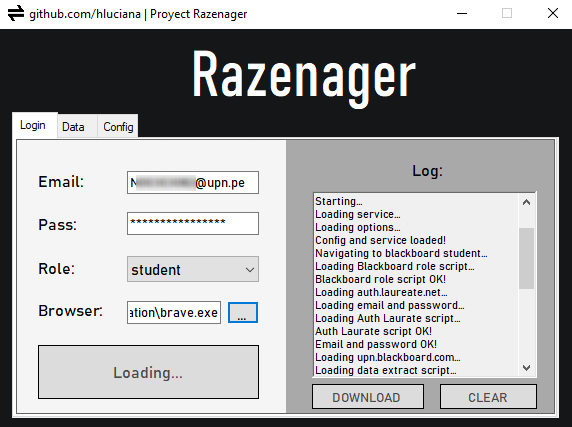 github.com/hluciana | Proyect Razenager
Razenager
Login Data Config
Email:
@upn.pe
Pass:
****************
Role:
student
Browser:
ation\brave.exe
...
Loading...
Log:
Starting...
Loading service...
Loading options...
Config and service loaded!
Navigating to blackboard student...
Loading Blackboard role script...
Blackboard role script OK!
Loading auth.laureate.net...
Loading email and password...
Loading Auth Laurate script...
Auth Laurate script OK!
Email and password OK!
Loading upn.blackboard.com...
Loading data extract script...
DOWNLOAD
CLEAR